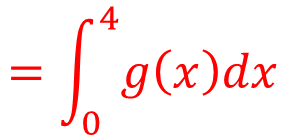 = ∫₀⁴ g(x)dx